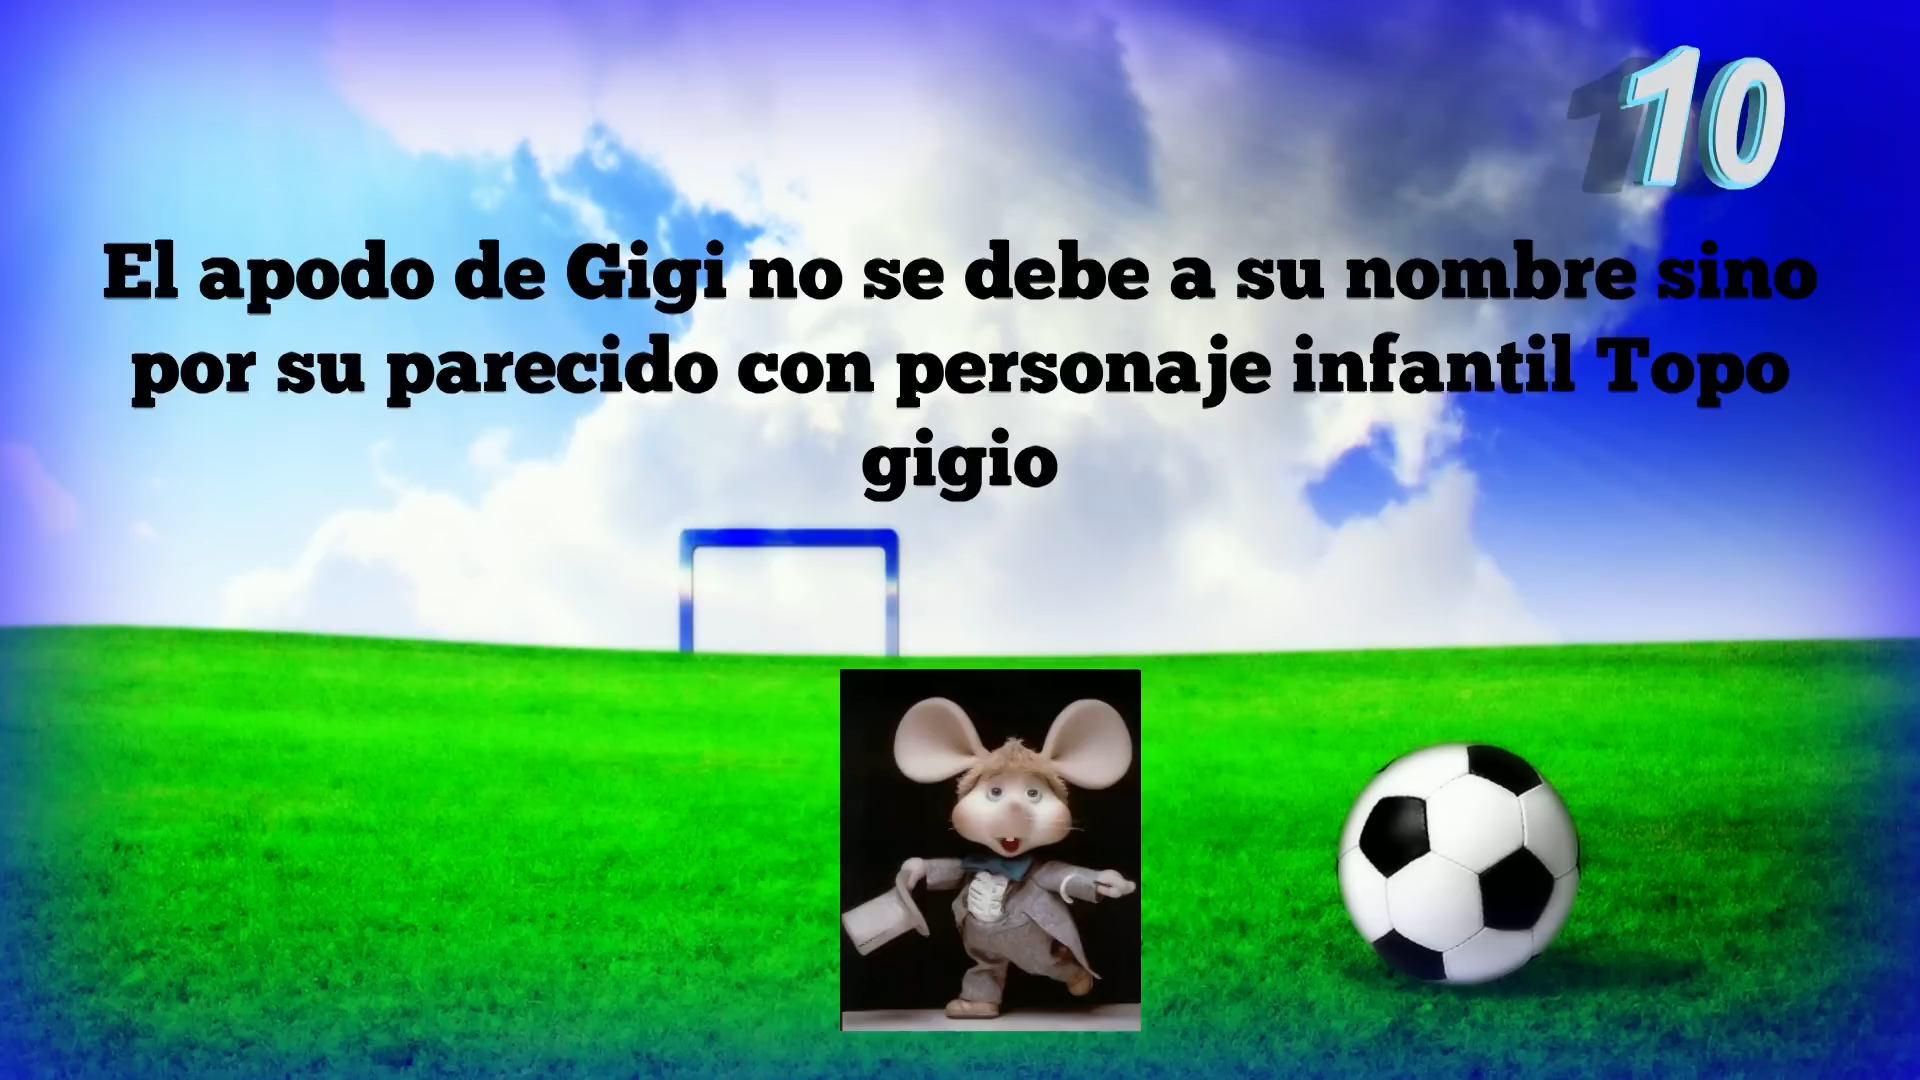 10
El apodo de Gigi no se debe a su nombre sino
por su parecido con personaje infantil Topo
gigio